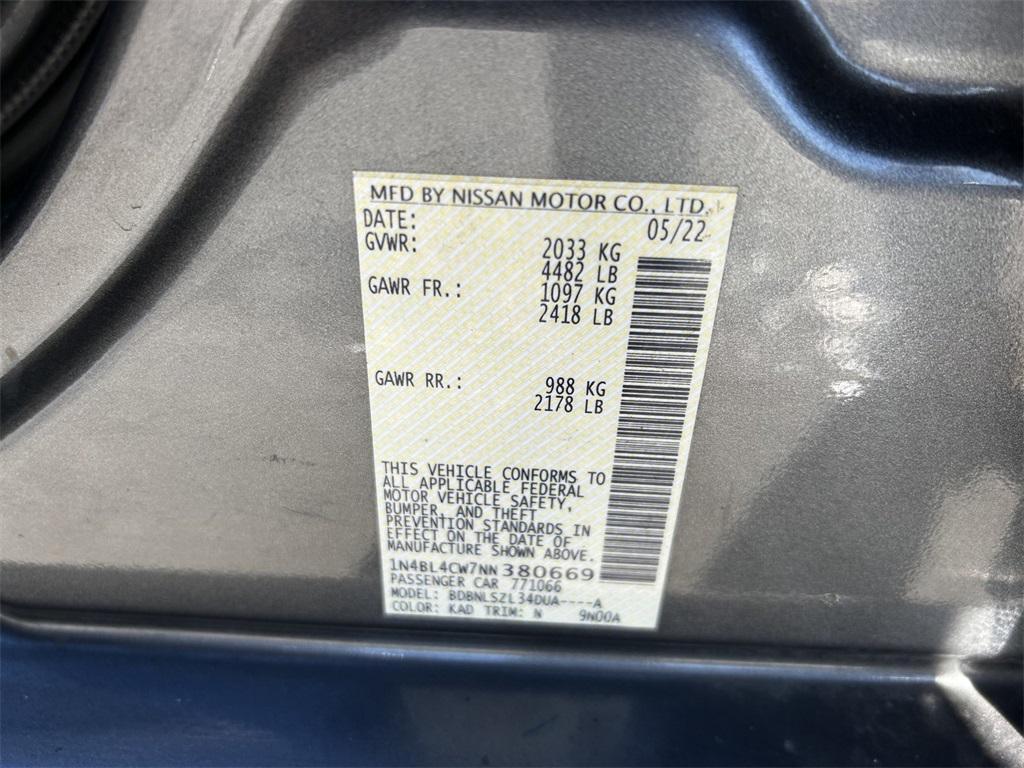 MFD BY NISSAN MOTOR CO., LTD.
DATE: 05/22
GVWR: 2033 KG
4482 LB
GAWR FR.: 1097 KG
2418 LB
GAWR RR.: 988 KG
2178 LB
THIS VEHICLE CONFORMS TO
ALL APPLICABLE FEDERAL
MOTOR VEHICLE SAFETY,
BUMPER, AND THEFT
PREVENTION STANDARDS IN
EFFECT ON THE DATE OF
MANUFACTURE SHOWN ABOVE.
1N4BL4CW7NN380669
PASSENGER CAR 771066
MODEL: BDBNLSZL34DUA----A
COLOR: KAD TRIM: N 9N00A